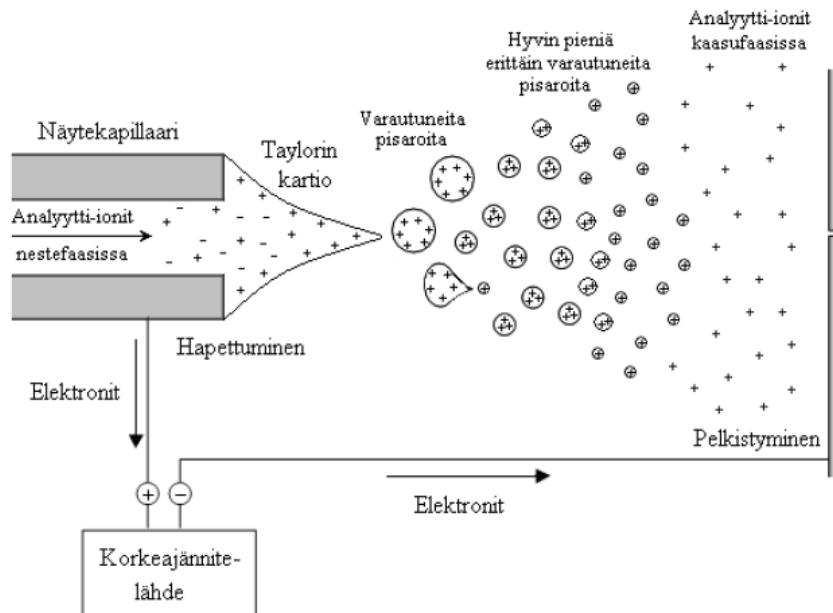 Analyytti-ionit
kaasufaasissa
Hyvin pieniä
erittäin varautuneita
pisaroita
Varautuneita
pisaroita
Näytekapillaari
Taylorin
kartio
Analyytti-ionit
nestefaasissa
Hapettuminen
Elektronit
Pelkistyminen
Elektronit
Korkeajännite-
lähde